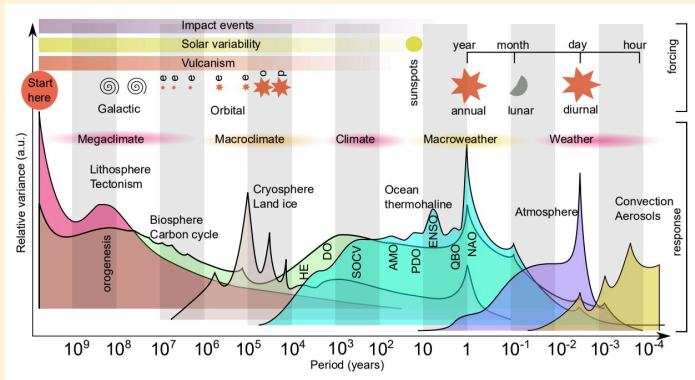 Impact events
Solar variability
Vulcanism
forcing
year month day hour
Start
here
e e e e e o p
sunspots
Galactic
Orbital
annual
lunar
diurnal
Megaclimate
Macroclimate
Climate
Macroweather
Weather
response
Relative variance (a.u.)
Lithosphere
Tectonism
orogenesis
Biosphere
Carbon cycle
Cryosphere
Land ice
HE
DO
SOCV
Ocean
thermohaline
AMO
PDO
ENSO
QBO
NAO
Atmosphere
Convection
Aerosols
10⁹ 10⁸ 10⁷ 10⁶ 10⁵ 10⁴ 10³ 10² 10 1 10⁻¹ 10⁻² 10⁻³ 10⁻⁴
Period (years)